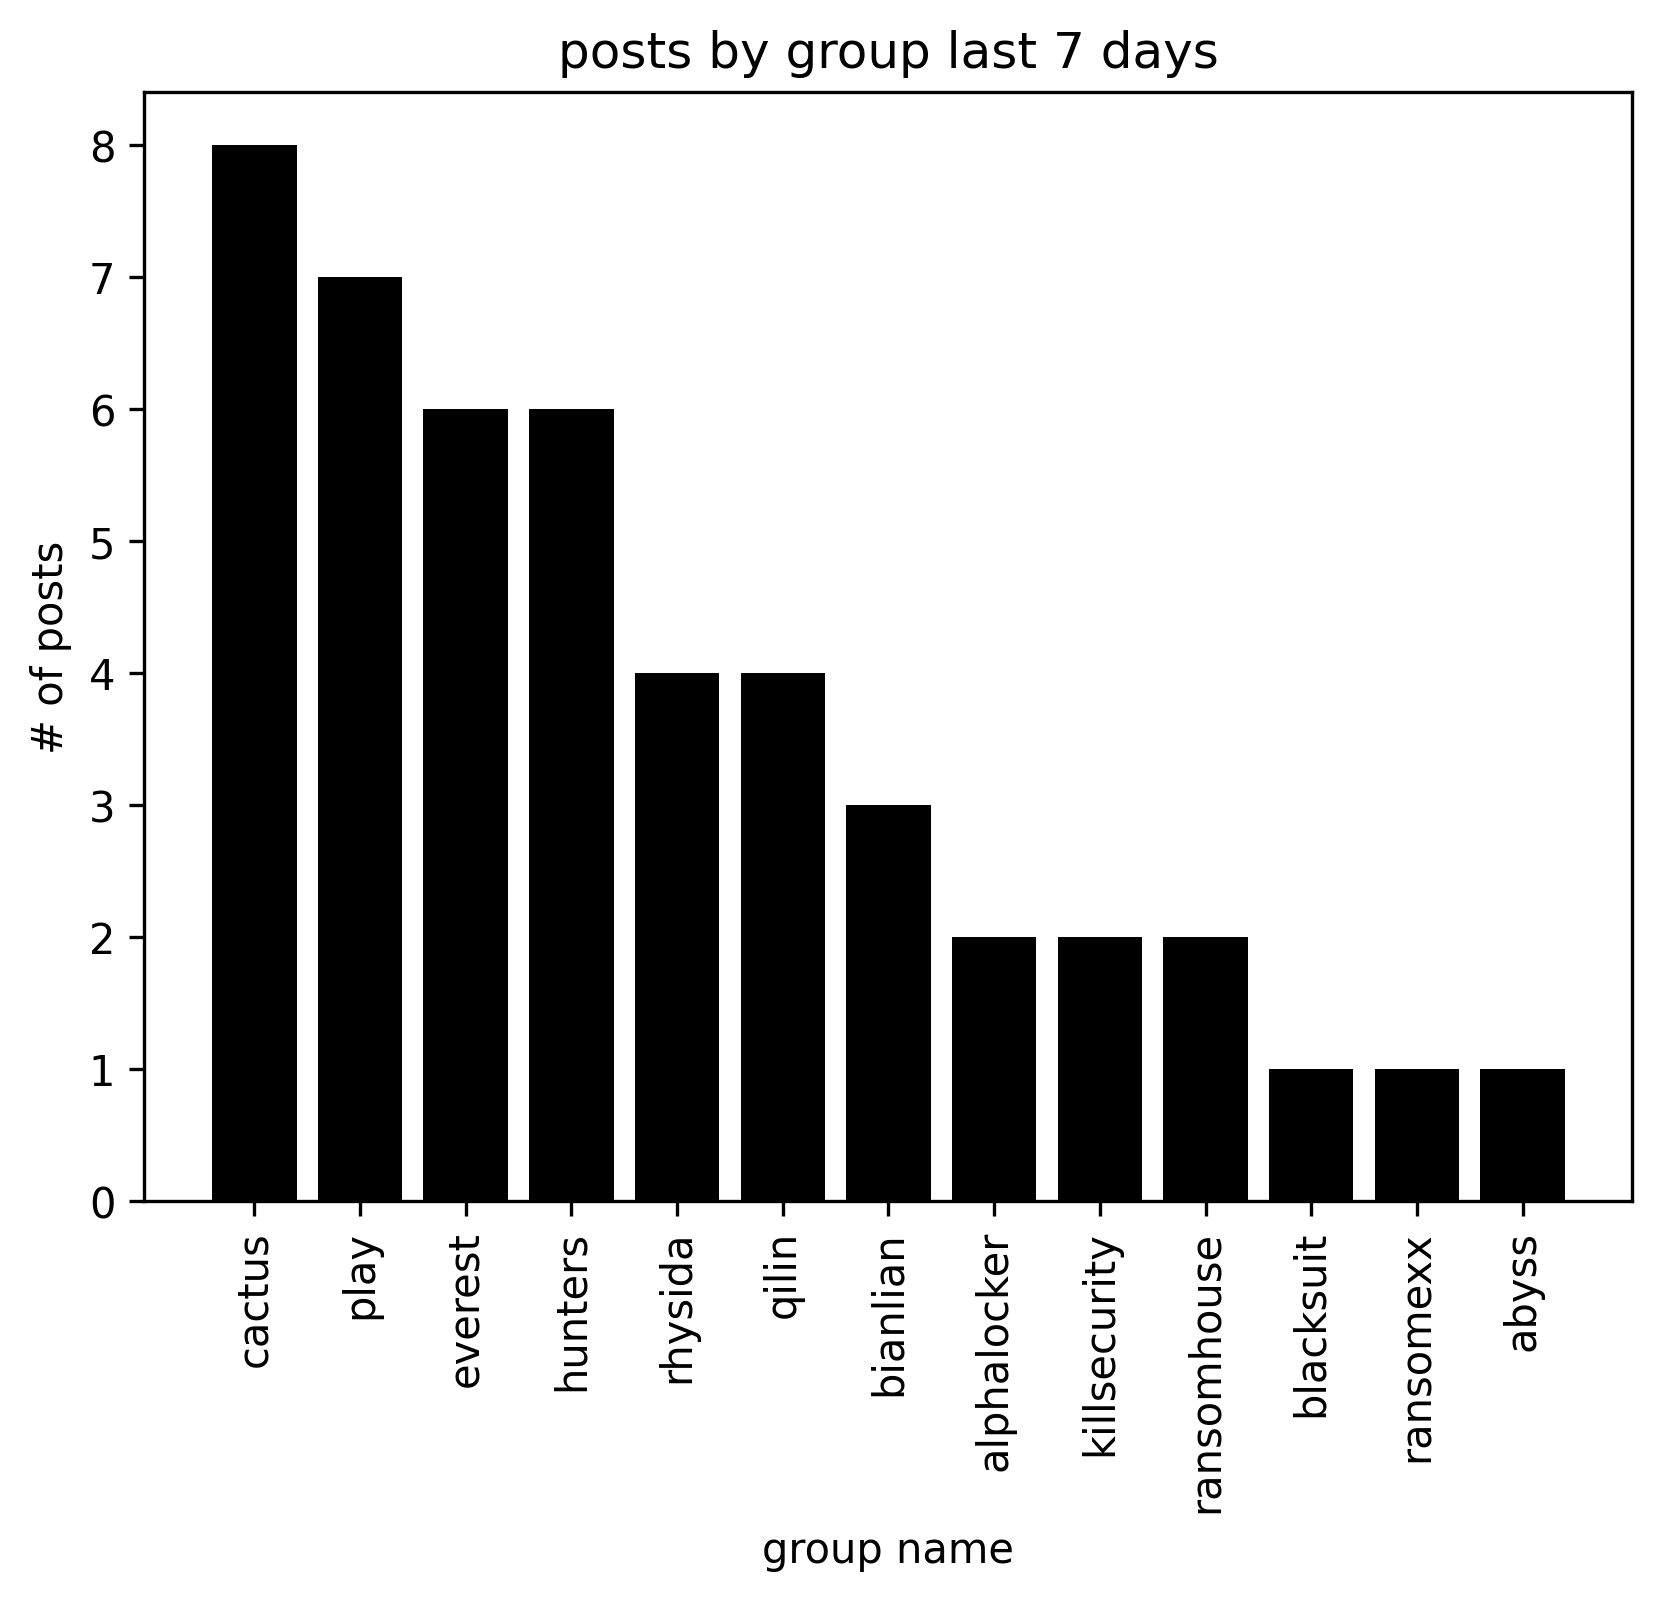 posts by group last 7 days
# of posts
8
7
6
5
4
3
2
1
0
cactus
play
everest
hunters
rhysida
qilin
bianlian
alphalocker
killsecurity
ransomhouse
blacksuit
ransomexx
abyss
group name